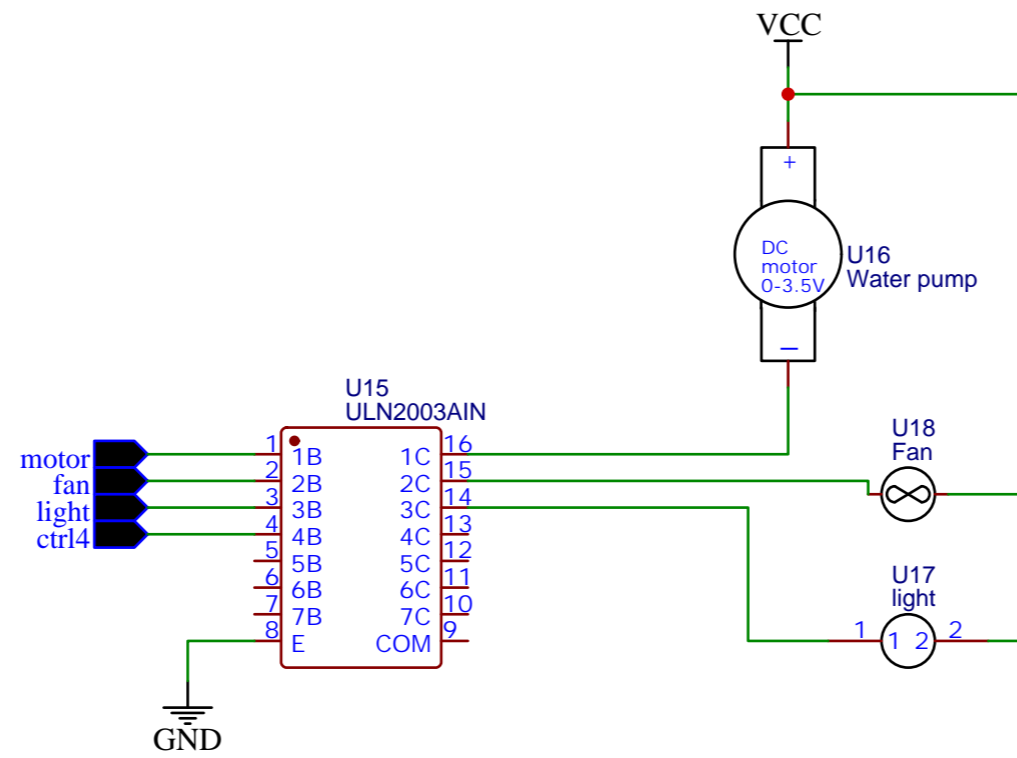 VCC
+
DC
motor
0-3.5V
U16
Water pump
−
U15
ULN2003AIN
motor
fan
light
ctrl4
1
2
3
4
5
6
7
8
1B
2B
3B
4B
5B
6B
7B
E
1C
2C
3C
4C
5C
6C
7C
COM
16
15
14
13
12
11
10
9
GND
U18
Fan
U17
light
1
1 2
2